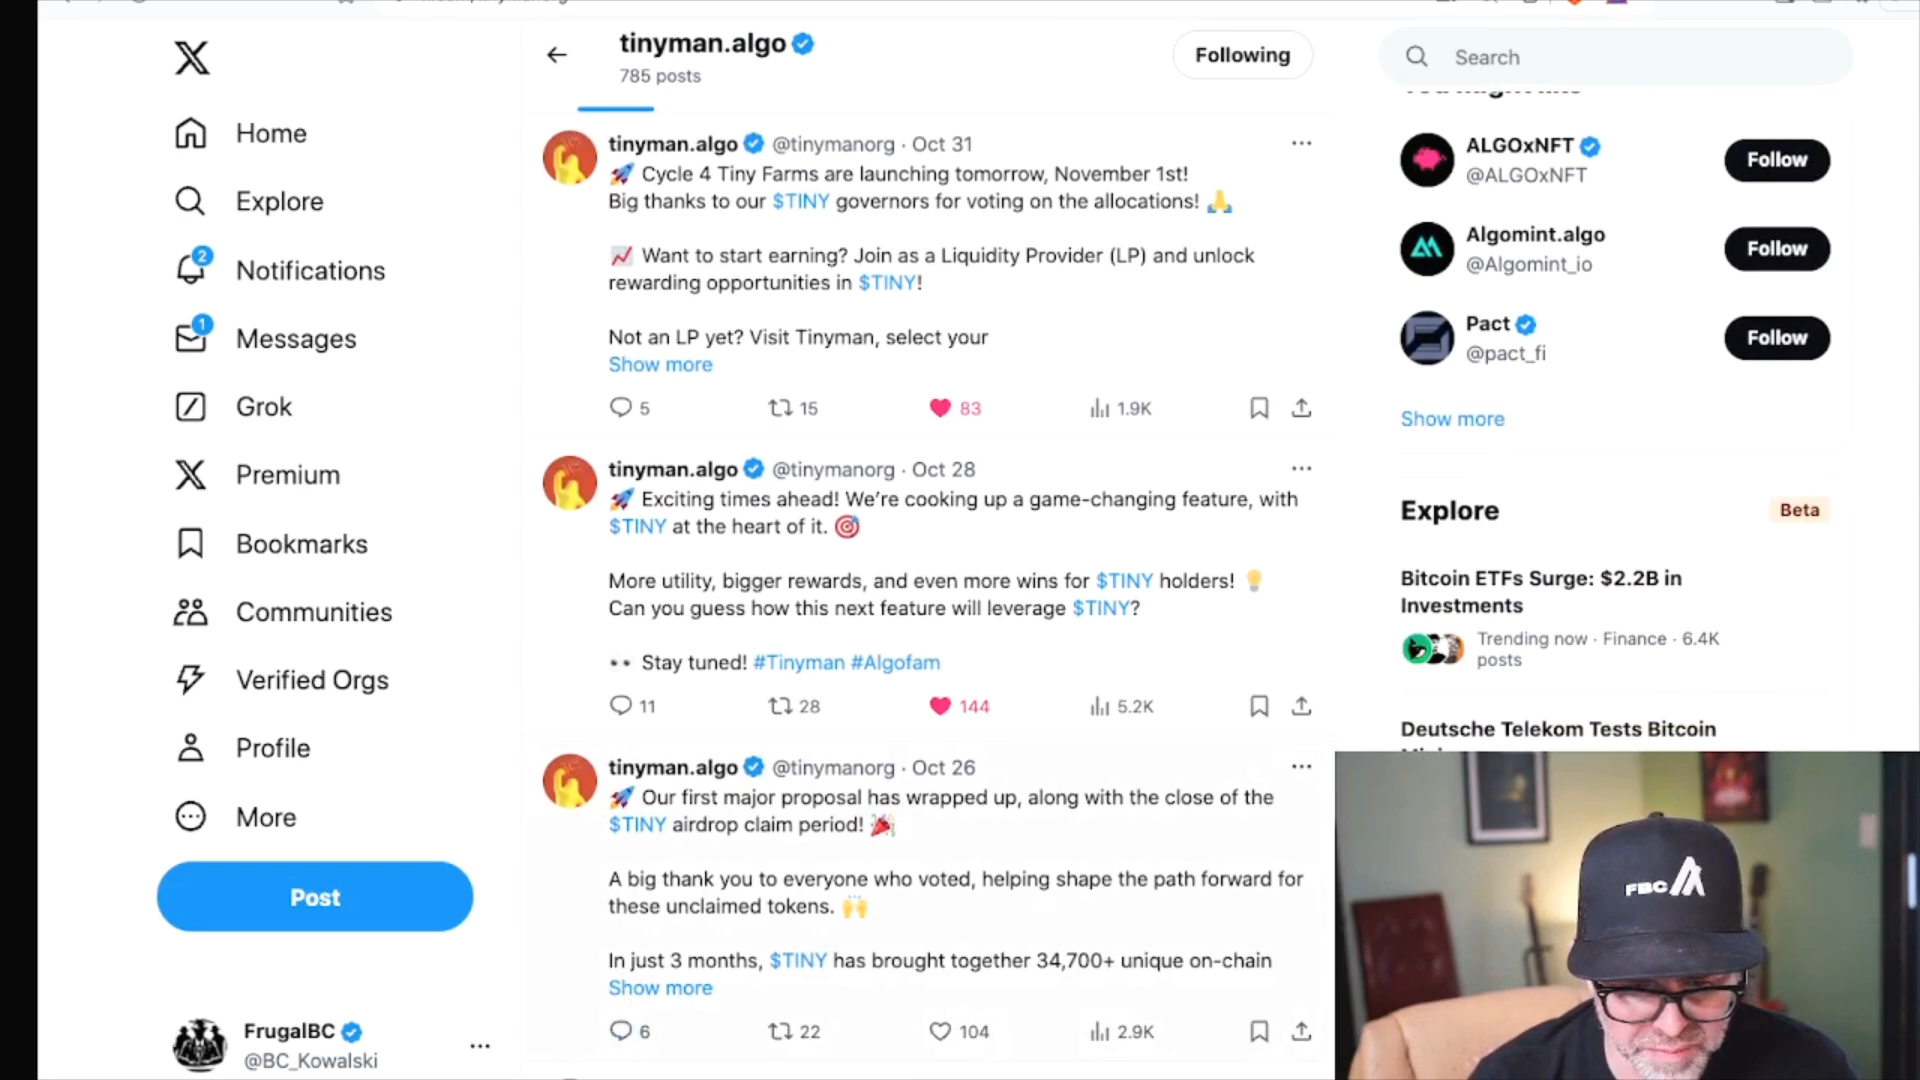 Home
Explore
2
Notifications
1
Messages
Grok
Premium
Bookmarks
Communities
Verified Orgs
Profile
More
Post
FrugalBC
@BC_Kowalski
tinyman.algo
785 posts
Following
tinyman.algo @tinymanorg · Oct 31
🚀 Cycle 4 Tiny Farms are launching tomorrow, November 1st!
Big thanks to our $TINY governors for voting on the allocations! 🙏
📈 Want to start earning? Join as a Liquidity Provider (LP) and unlock
rewarding opportunities in $TINY!
Not an LP yet? Visit Tinyman, select your
Show more
5 15 83 1.9K
tinyman.algo @tinymanorg · Oct 28
🚀 Exciting times ahead! We're cooking up a game-changing feature, with
$TINY at the heart of it. 🎯
More utility, bigger rewards, and even more wins for $TINY holders! 💡
Can you guess how this next feature will leverage $TINY?
👀 Stay tuned! #Tinyman #Algofam
11 28 144 5.2K
tinyman.algo @tinymanorg · Oct 26
🚀 Our first major proposal has wrapped up, along with the close of the
$TINY airdrop claim period! 🎉
A big thank you to everyone who voted, helping shape the path forward for
these unclaimed tokens. 🙌
In just 3 months, $TINY has brought together 34,700+ unique on-chain
Show more
6 22 104 2.9K
Search
ALGOxNFT
@ALGOxNFT
Follow
Algomint.algo
@Algomint_io
Follow
Pact
@pact_fi
Follow
Show more
Explore
Beta
Bitcoin ETFs Surge: $2.2B in
Investments
Trending now · Finance · 6.4K
posts
Deutsche Telekom Tests Bitcoin
FBC